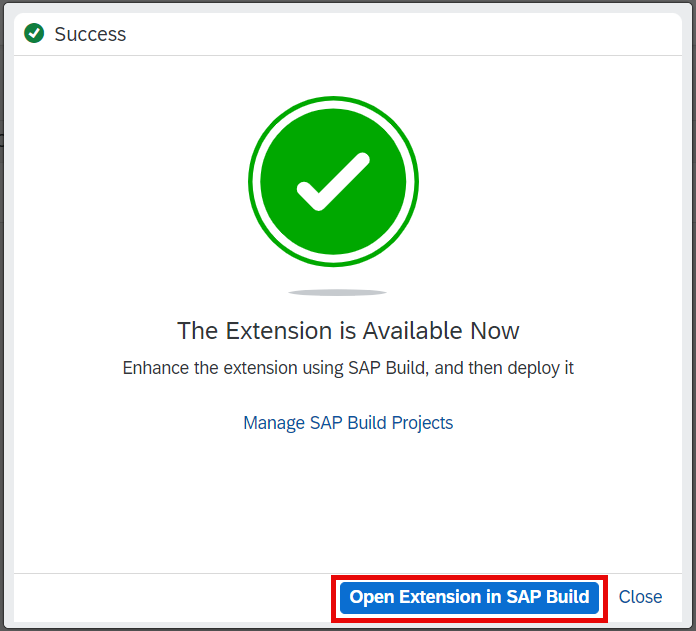 Success
The Extension is Available Now
Enhance the extension using SAP Build, and then deploy it
Manage SAP Build Projects
Open Extension in SAP Build Close